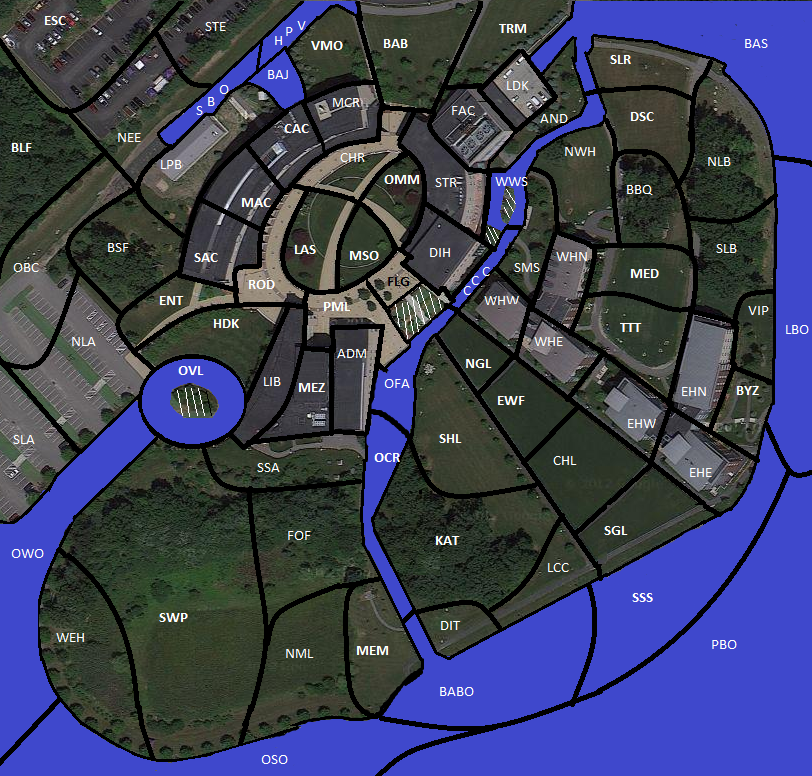 ESC
STE
V
P
H
VMO
BAB
TRM
BAS
SLR
BAJ
LDK
O
B
S
MCR
FAC
AND
DSC
CAC
NEE
BLF
LPB
CHR
NWH
NLB
OMM
STR
WWS
BBQ
MAC
BSF
SAC
LAS
MSO
DIH
WHN
SLB
OBC
SMS
MED
C
C
C
ENT
ROD
FLG
PML
WHW
VIP
HDK
TTT
LBO
NLA
WHE
ADM
OVL
LIB
MEZ
OFA
NGL
EHN
BYZ
EWF
EHW
SLA
SHL
OCR
CHL
SSA
EHE
FOF
KAT
SGL
OWO
LCC
SSS
SWP
WEH
DIT
NML
MEM
PBO
BABO
OSO